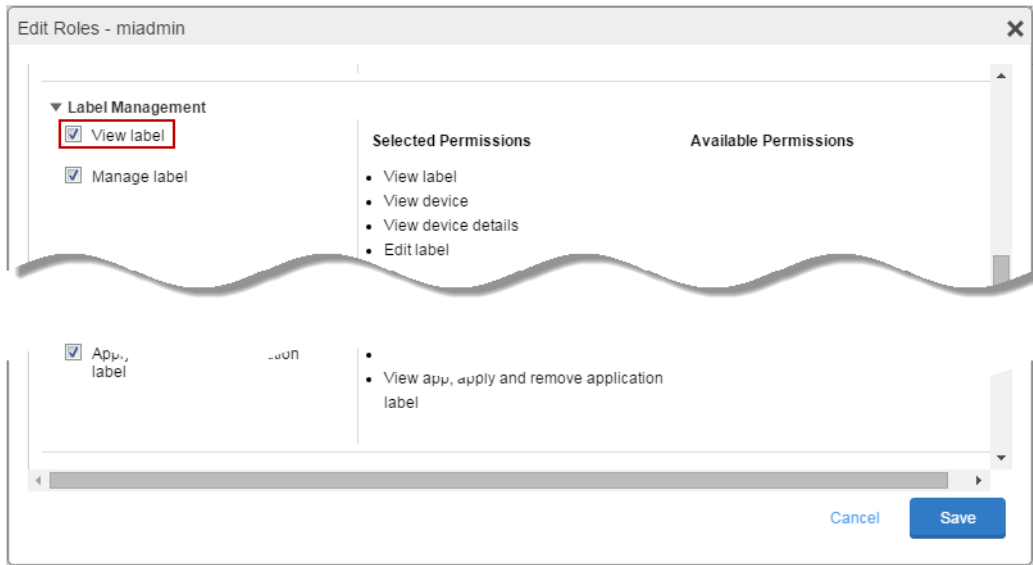 Edit Roles - miadmin
Label Management
View label
Selected Permissions
Available Permissions
Manage label
View label
View device
View device details
Edit label
label
View app, apply and remove application
label
Cancel
Save